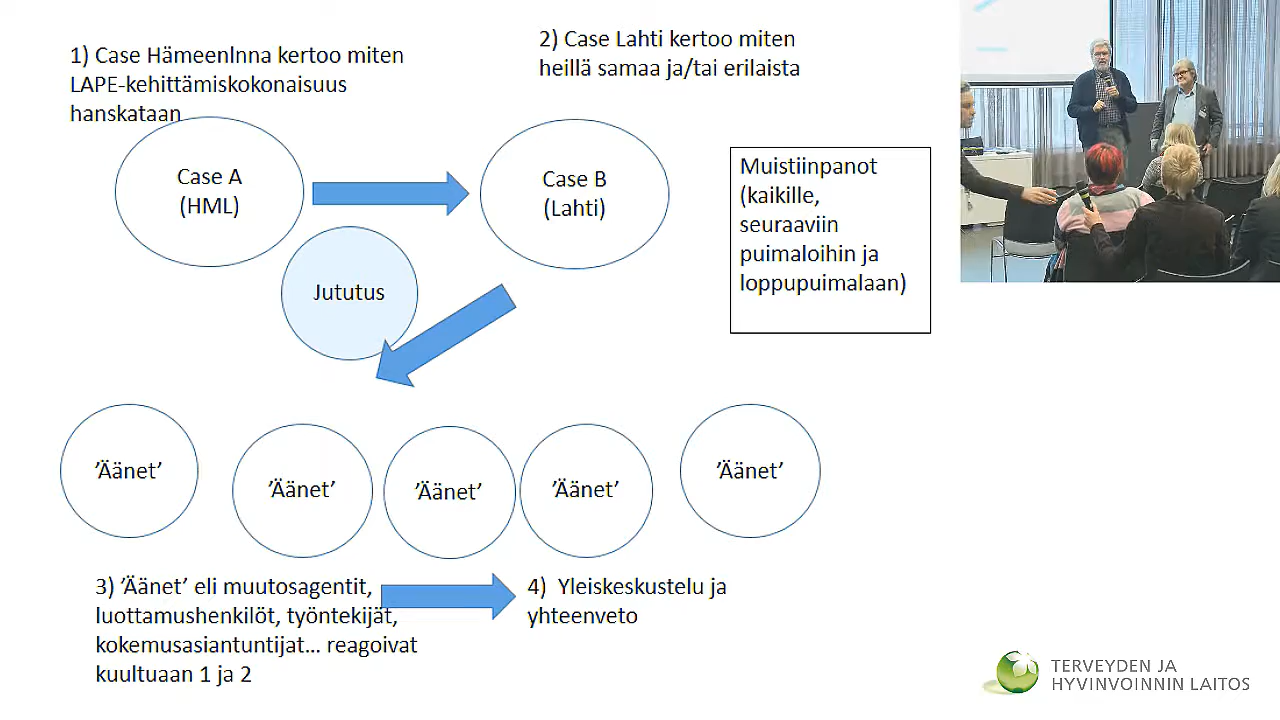 1) Case HämeenInna kertoo miten
LAPE-kehittämiskokonaisuus
hanskataan
2) Case Lahti kertoo miten
heillä samaa ja/tai erilaista
Case A
(HML)
Case B
(Lahti)
Muistiinpanot
(kaikille,
seuraaviin
puimaloihin ja
loppupuimalaan)
Jututus
’Äänet’
’Äänet’
’Äänet’
’Äänet’
’Äänet’
3) ’Äänet’ eli muutosagentit,
luottamushenkilöt, työntekijät,
kokemusasiantuntijat... reagoivat
kuultuaan 1 ja 2
4) Yleiskeskustelu ja
yhteenveto
TERVEYDEN JA
HYVINVOINNIN LAITOS